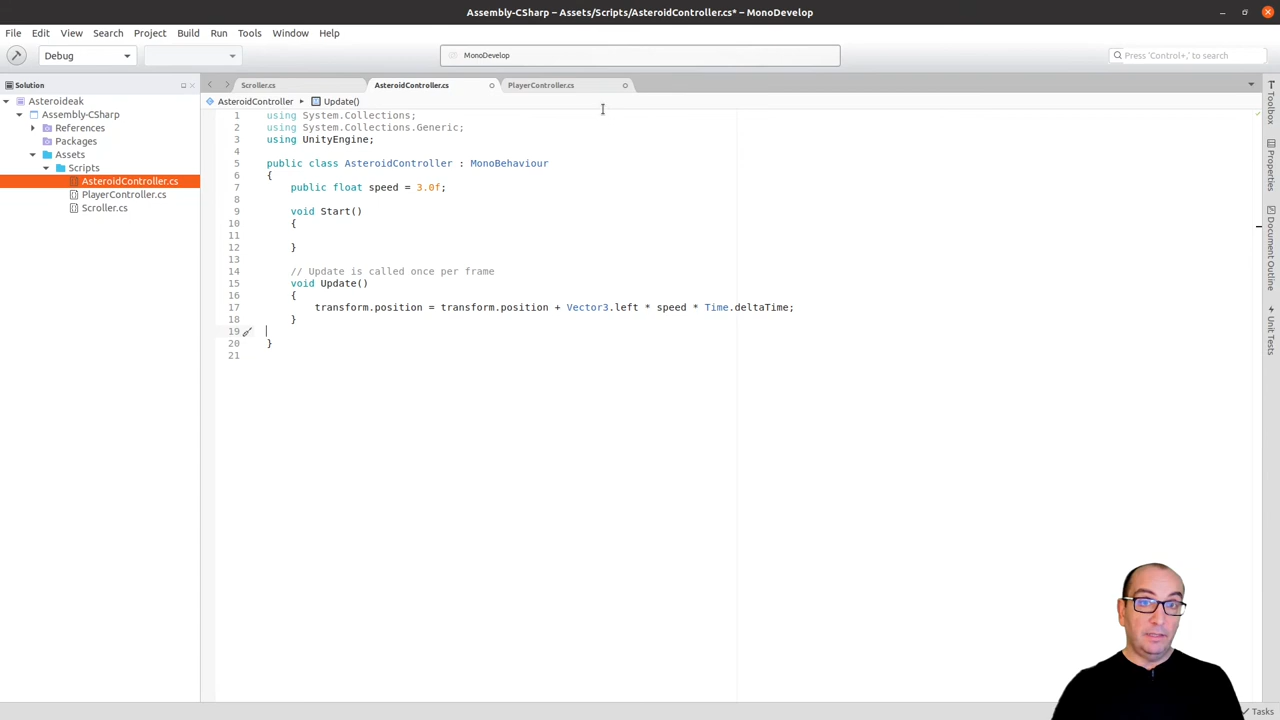 Assembly-CSharp – Assets/Scripts/AsteroidController.cs* – MonoDevelop
File Edit View Search Project Build Run Tools Window Help
Debug
MonoDevelop
Press 'Control+,' to search
Solution
Asteroideak
Assembly-CSharp
References
Packages
Assets
Scripts
AsteroidController.cs
PlayerController.cs
Scroller.cs
Scroller.cs AsteroidController.cs PlayerController.cs
AsteroidController Update()
1 using System.Collections;
2 using System.Collections.Generic;
3 using UnityEngine;
4
5 public class AsteroidController : MonoBehaviour
6 {
7 public float speed = 3.0f;
8
9 void Start()
10 {
11
12 }
13
14 // Update is called once per frame
15 void Update()
16 {
17 transform.position = transform.position + Vector3.left * speed * Time.deltaTime;
18 }
19
20 }
21
Toolbox
Properties
Document Outline
Unit Tests
Tasks